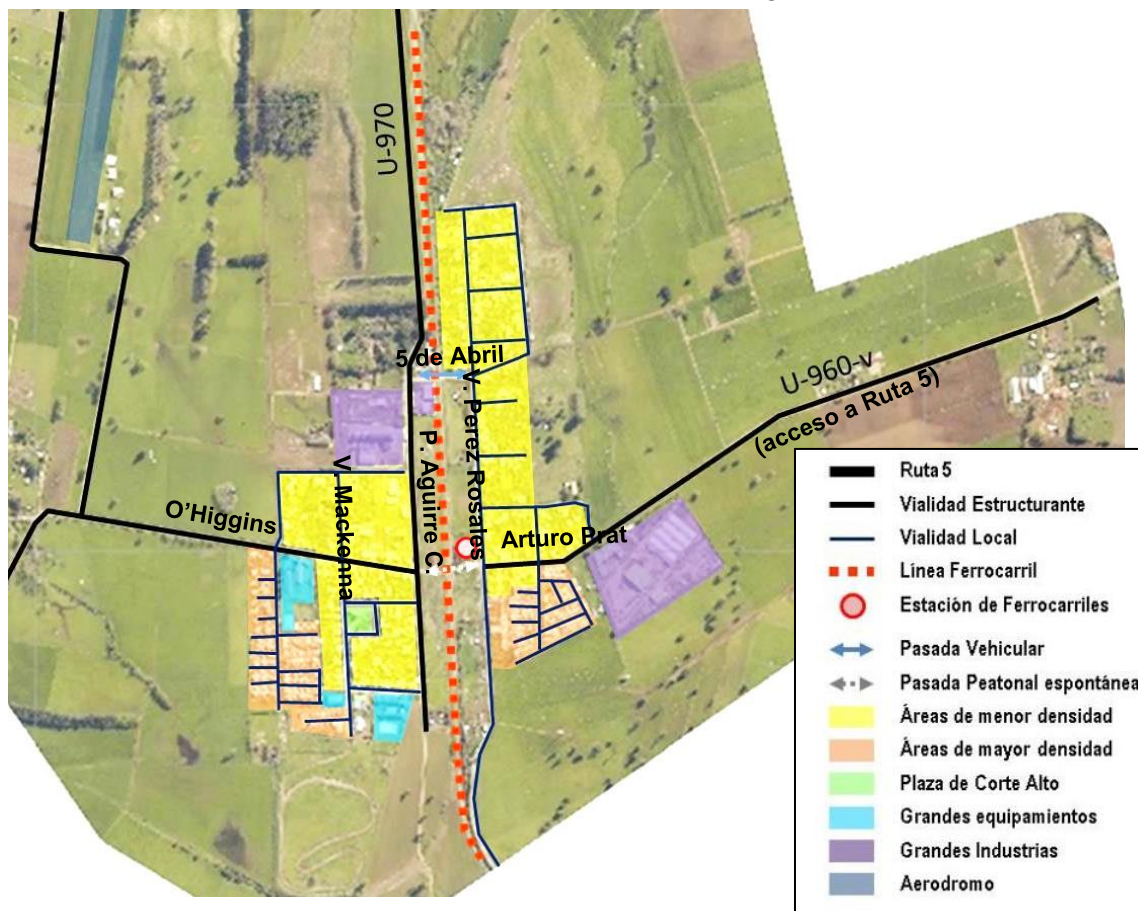 U-970
5 de Abril
V. Perez Rosales
U-960-v
(acceso a Ruta 5)
P. Aguirre C.
V. Mackenna
O'Higgins
Arturo Prat
Ruta 5
Vialidad Estructurante
Vialidad Local
Línea Ferrocarril
Estación de Ferrocarriles
Pasada Vehicular
Pasada Peatonal espontánea
Áreas de menor densidad
Áreas de mayor densidad
Plaza de Corte Alto
Grandes equipamientos
Grandes Industrias
Aerodromo